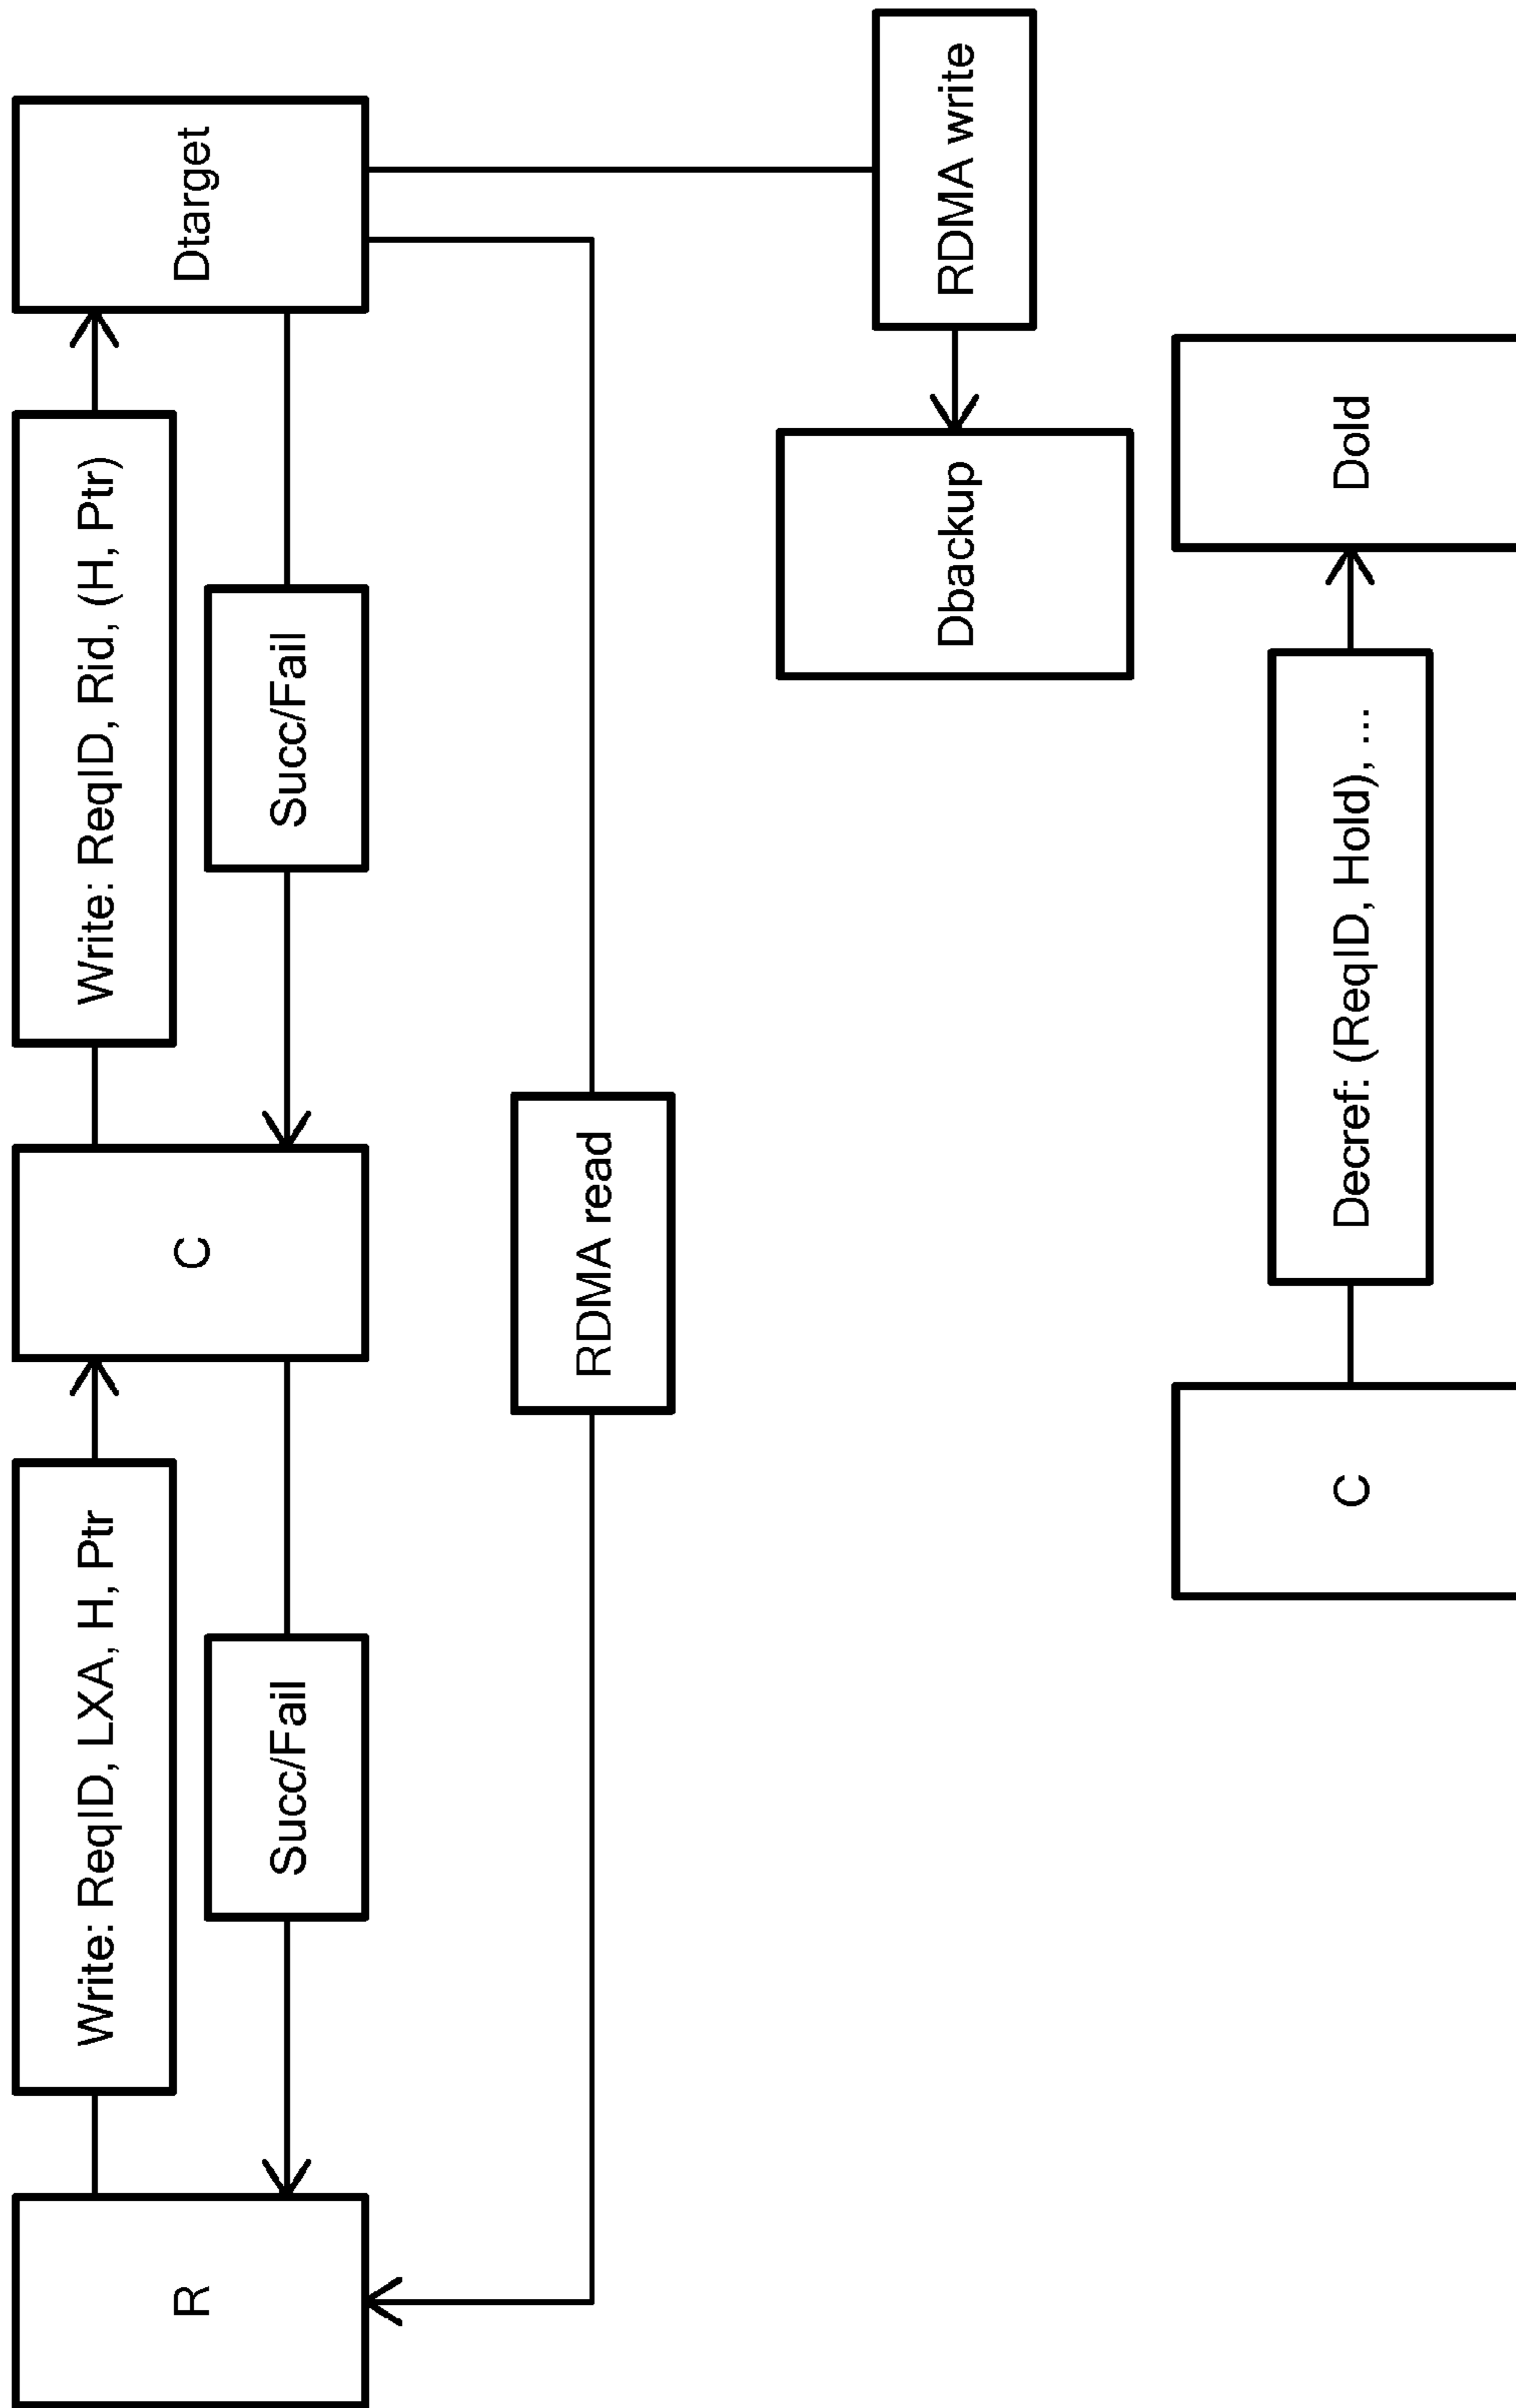 R
Write: ReqID, LXA, H, Ptr
C
Write: ReqID, Rid, (H, Ptr)
Dtarget
Succ/Fail
Succ/Fail
RDMA read
RDMA write
Dbackup
C
Decref: (ReqID, Hold), ...
Dold